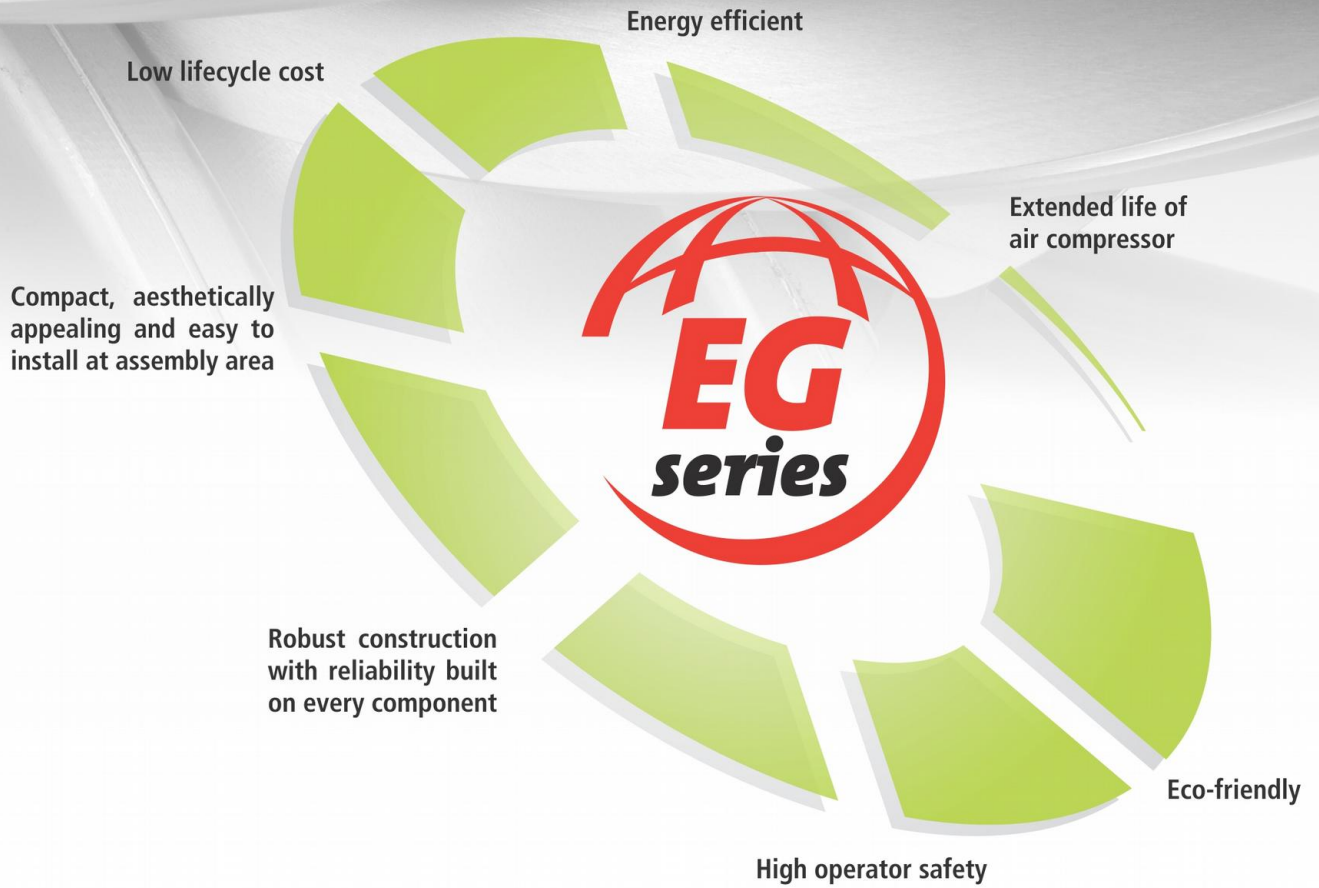 Energy efficient
Low lifecycle cost
Extended life of
air compressor
Compact, aesthetically
appealing and easy to
install at assembly area
EG
series
Robust construction
with reliability built
on every component
Eco-friendly
High operator safety